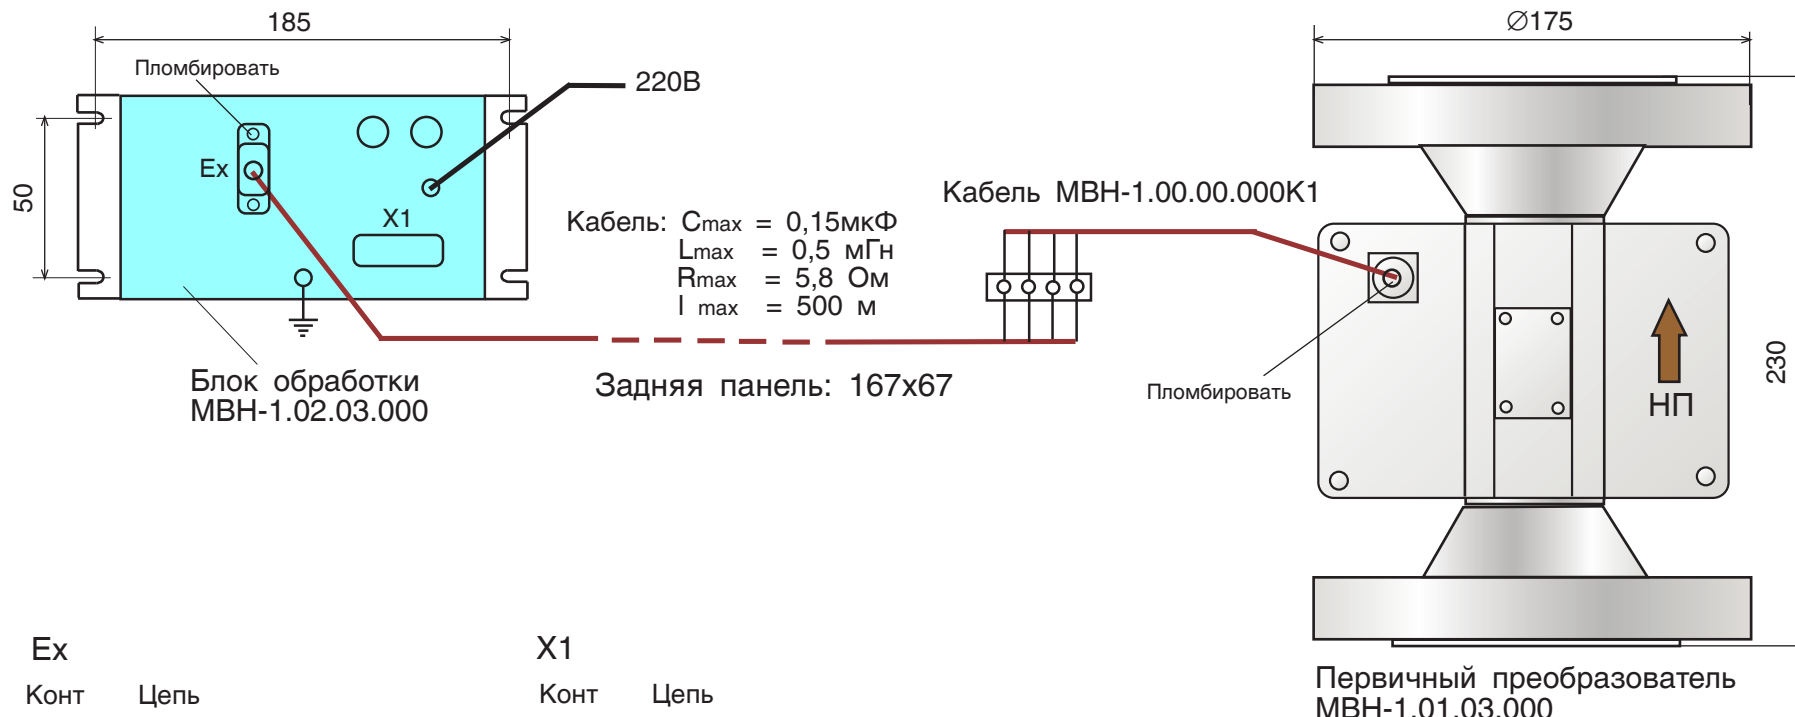 185
∅175
Пломбировать
220В
Ex
50
X1
Кабель МВН-1.00.00.000К1
Кабель: Cmax = 0,15мкФ
Lmax = 0,5 мГн
Rmax = 5,8 Ом
l max = 500 м
230
Блок обработки
МВН-1.02.03.000
Задняя панель: 167х67
Пломбировать
НП
Ex
X1
Конт Цепь
Конт Цепь
Первичный преобразователь
МВН-1.01.03.000